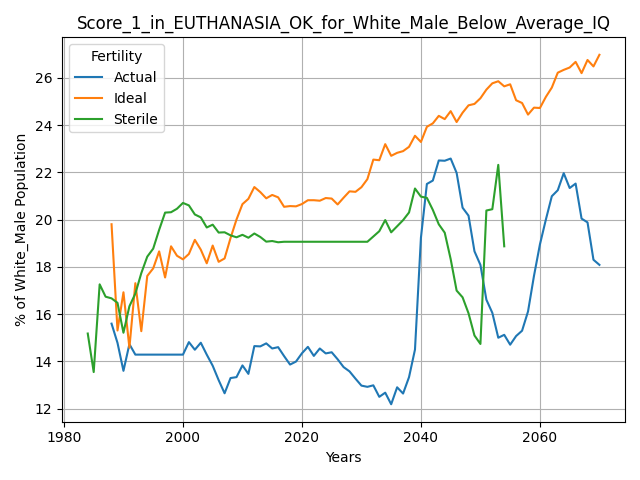 Score_1_in_EUTHANASIA_OK_for_White_Male_Below_Average_IQ
Fertility
Actual
Ideal
Sterile
% of White_Male Population
26
24
22
20
18
16
14
12
1980
2000
2020
2040
2060
Years